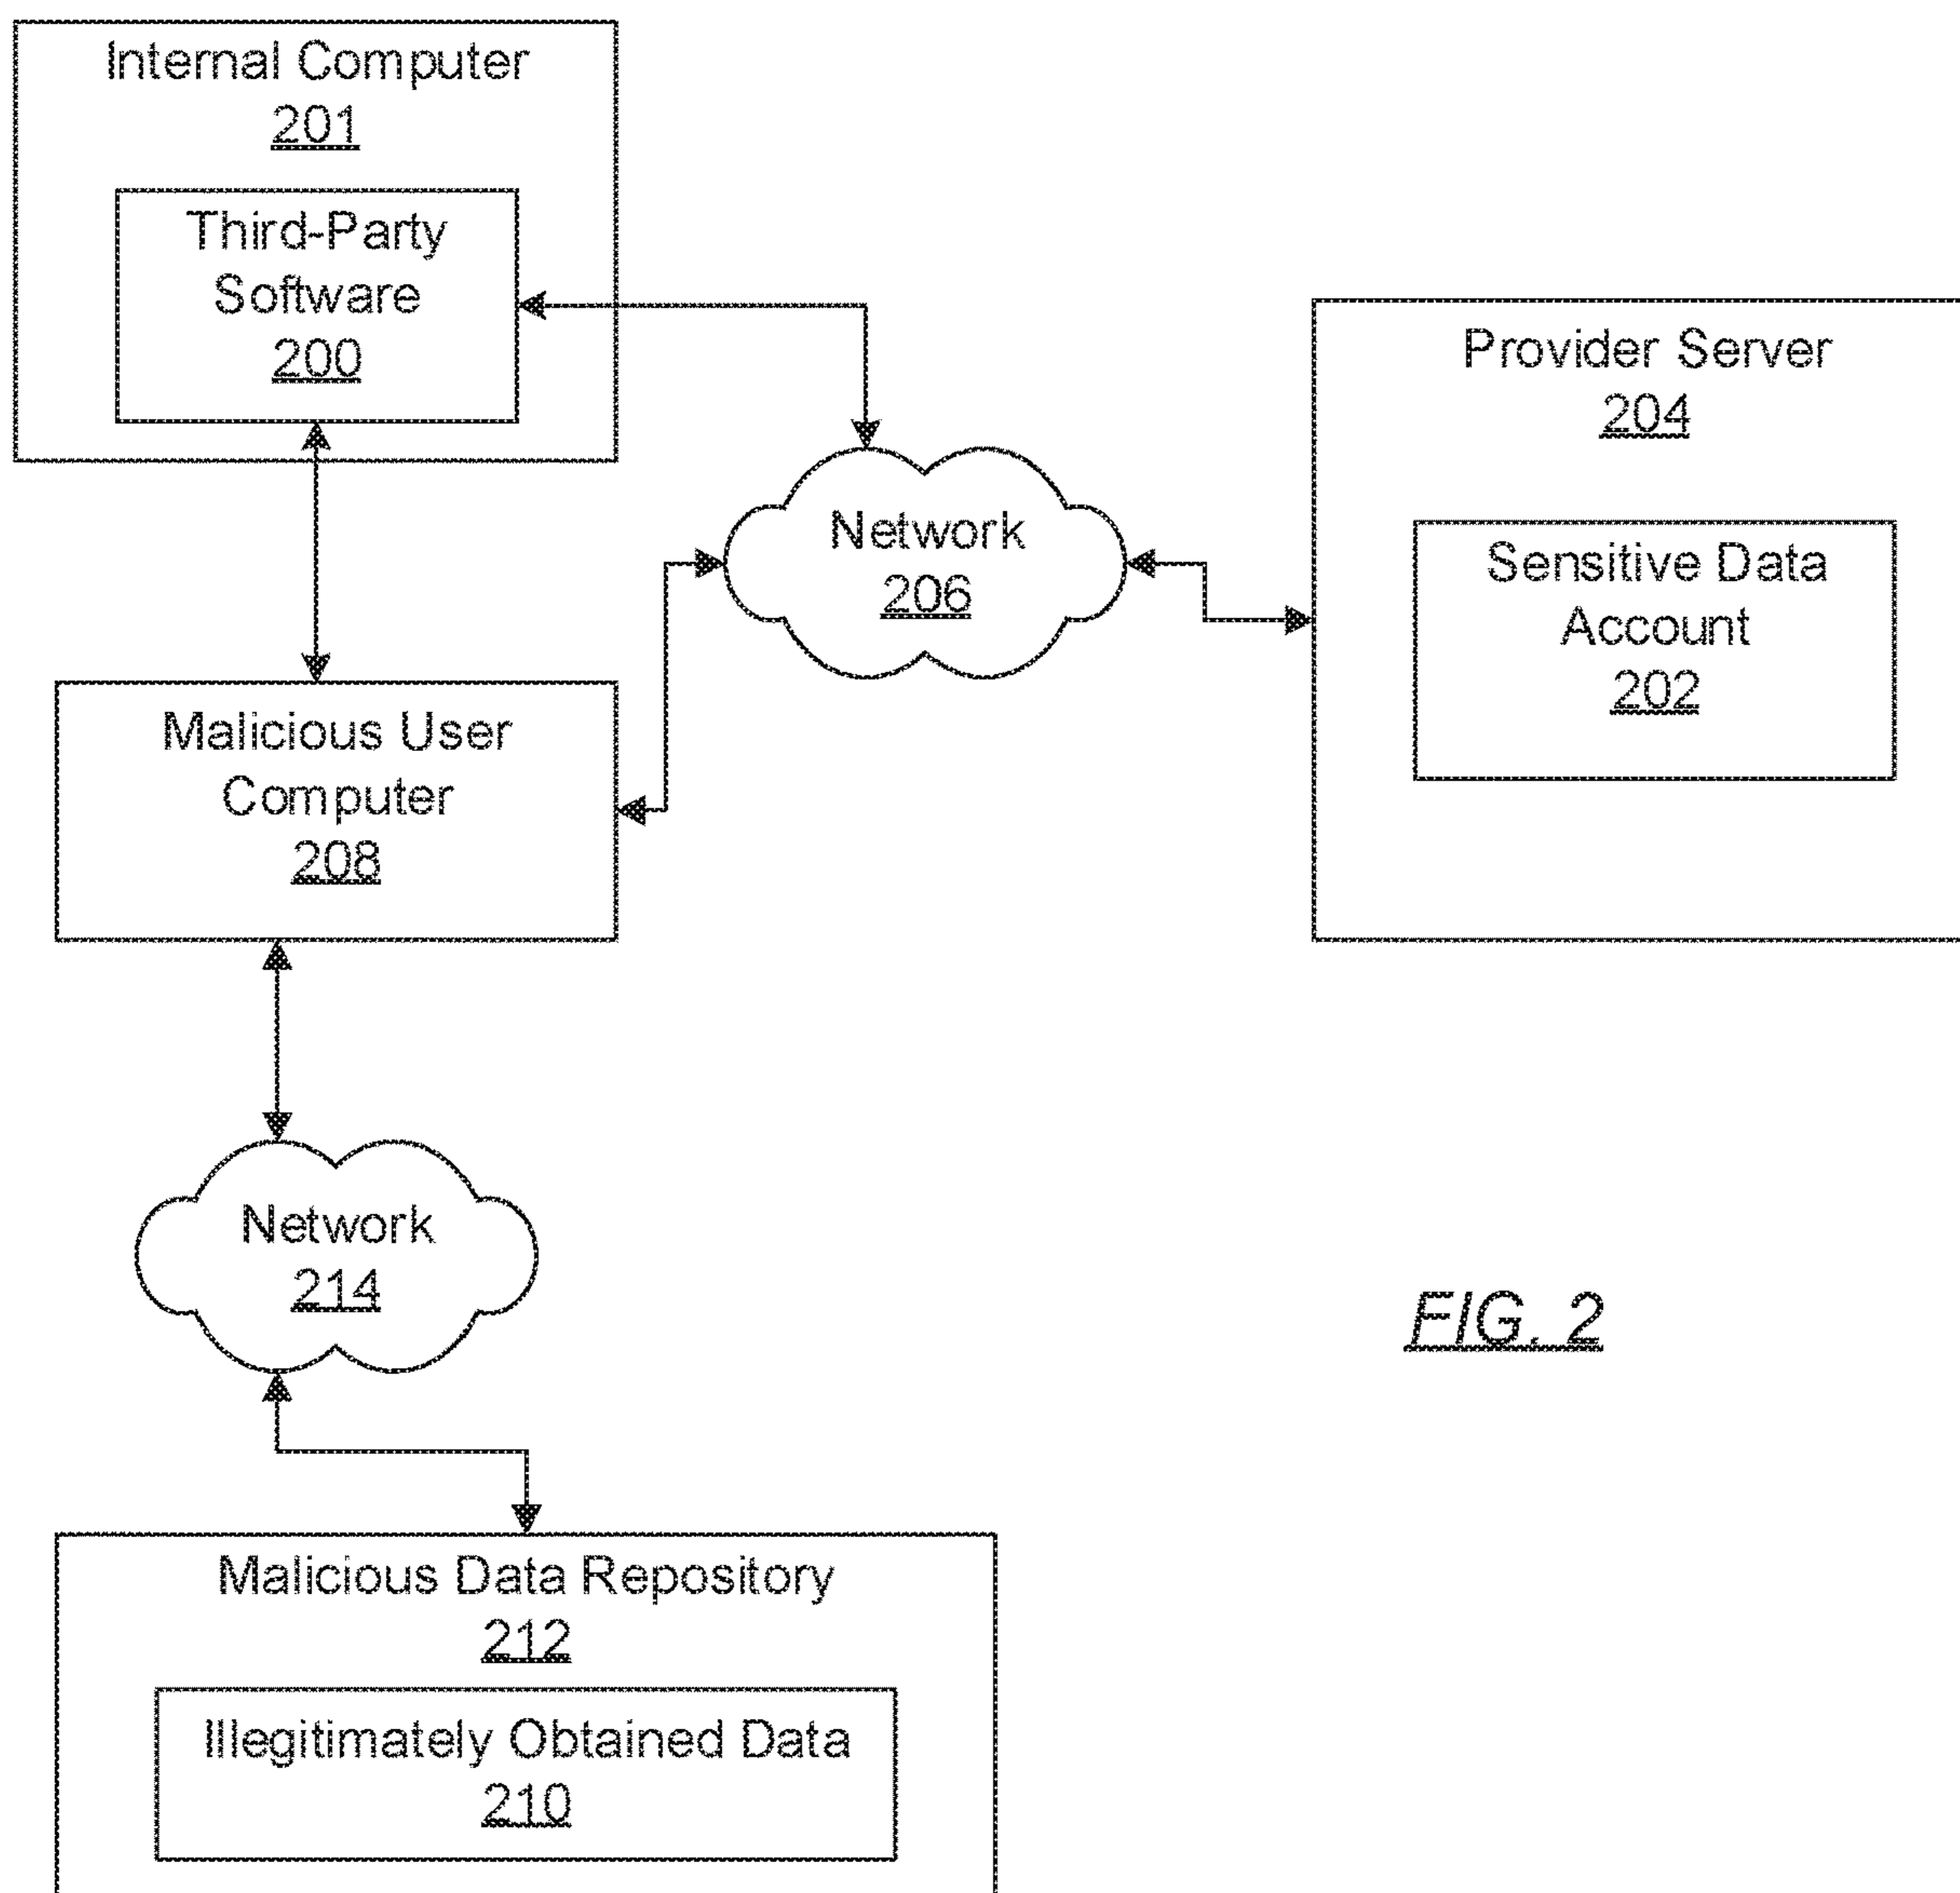 Internal Computer
201
Third-Party
Software
200
Provider Server
204
Network
206
Sensitive Data
Account
202
Malicious User
Computer
208
Network
214
FIG. 2
Malicious Data Repository
212
Illegitimately Obtained Data
210